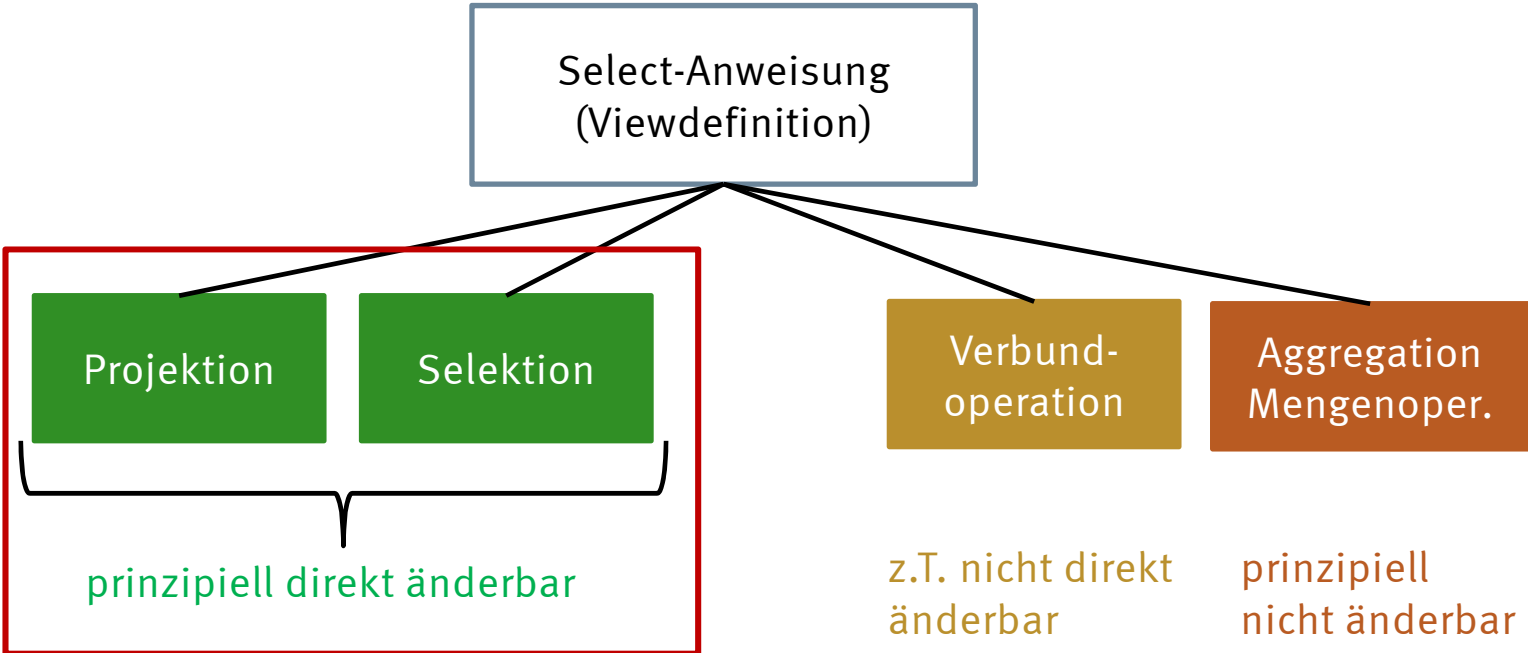 Select-Anweisung
(Viewdefinition)
Projektion
Selektion
Verbund-
operation
Aggregation
Mengenoper.
prinzipiell direkt änderbar
z.T. nicht direkt
änderbar
prinzipiell
nicht änderbar